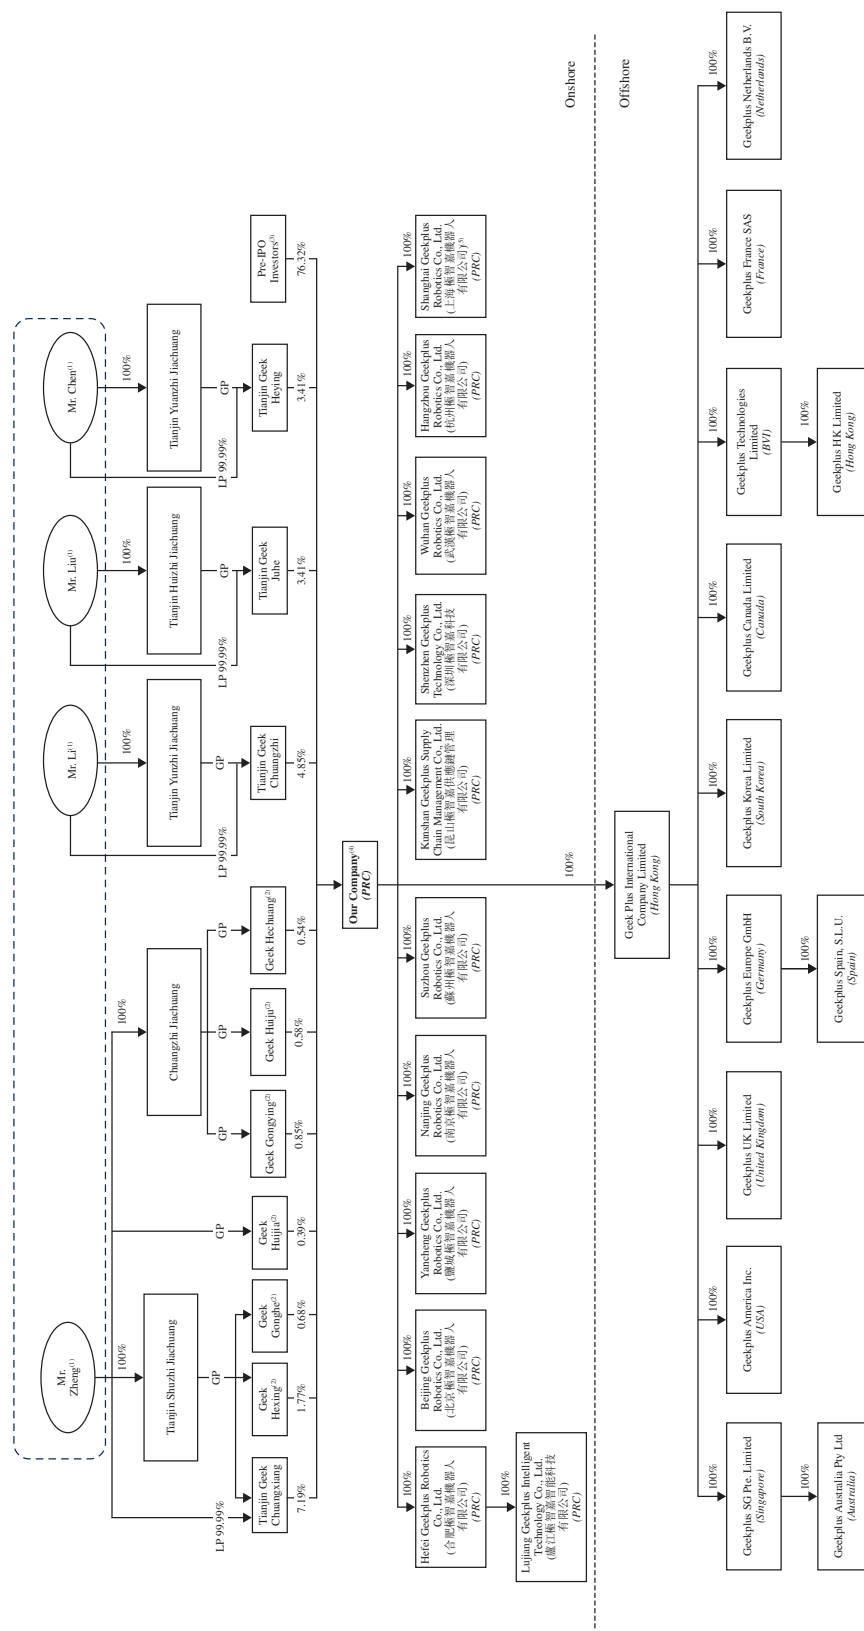 Mr.
Zheng(1)
Mr. Li(1)
Mr. Liu(1)
Mr. Chen(1)
100%
100%
100%
100%
100%
LP 99.99%
Tianjin Shuzhi Jiachuang
Chuangzhi Jiachuang
Tianjin Yunzhi Jiachuang
Tianjin Huizhi Jiachuang
Tianjin Yuanzhi Jiachuang
GP
GP
GP
GP
GP
LP 99.99%
GP
LP 99.99%
GP
LP 99.99%
GP
Tianjin Geek
Chuangxiang
Geek
Hexing(2)
Geek
Gonghe(2)
Geek
Huijia(2)
Geek Gongying(2)
Geek Huiju(2)
Geek Hechuang(2)
Tianjin Geek
Chuangzhi
Tianjin Geek
Juhe
Tianjin Geek
Heying
Pre-IPO
Investors(3)
7.19%
1.77%
0.68%
0.39%
0.85%
0.58%
0.54%
4.85%
3.41%
3.41%
76.32%
Our Company(4)
(PRC)
100%
100%
100%
100%
100%
100%
100%
100%
100%
100%
Hefei Geekplus Robotics
Co., Ltd.
(合肥極智嘉機器人
有限公司)
(PRC)
Beijing Geekplus
Robotics Co., Ltd.
(北京極智嘉機器人
有限公司)
(PRC)
Yancheng Geekplus
Robotics Co., Ltd.
(鹽城極智嘉機器人
有限公司)
(PRC)
Nanjing Geekplus
Robotics Co., Ltd.
(南京極智嘉機器人
有限公司)
(PRC)
Suzhou Geekplus
Robotics Co., Ltd.
(蘇州極智嘉機器人
有限公司)
(PRC)
Kunshan Geekplus Supply
Chain Management Co., Ltd.
(昆山極智嘉供應鏈管理
有限公司)
(PRC)
Shenzhen Geekplus
Technology Co., Ltd.
(深圳極智嘉科技
有限公司)
(PRC)
Wuhan Geekplus
Robotics Co., Ltd.
(武漢極智嘉機器人
有限公司)
(PRC)
Hangzhou Geekplus
Robotics Co., Ltd.
(杭州極智嘉機器人
有限公司)
(PRC)
Shanghai Geekplus
Robotics Co., Ltd.
(上海極智嘉機器人
有限公司)(5)
(PRC)
100%
Lujiang Geekplus Intelligent
Technology Co., Ltd.
(廬江極智嘉智能科技
有限公司)
(PRC)
100%
Onshore
Offshore
Geek Plus International
Company Limited
(Hong Kong)
100%
100%
100%
100%
100%
100%
100%
100%
100%
Geekplus SG Pte. Limited
(Singapore)
Geekplus America Inc.
(USA)
Geekplus UK Limited
(United Kingdom)
Geekplus Europe GmbH
(Germany)
Geekplus Korea Limited
(South Korea)
Geekplus Canada Limited
(Canada)
Geekplus Technologies
Limited
(BVI)
Geekplus France SAS
(France)
Geekplus Netherlands B.V.
(Netherlands)
100%
100%
100%
Geekplus Australia Pty Ltd
(Australia)
Geekplus Spain, S.L.U.
(Spain)
Geekplus HK Limited
(Hong Kong)